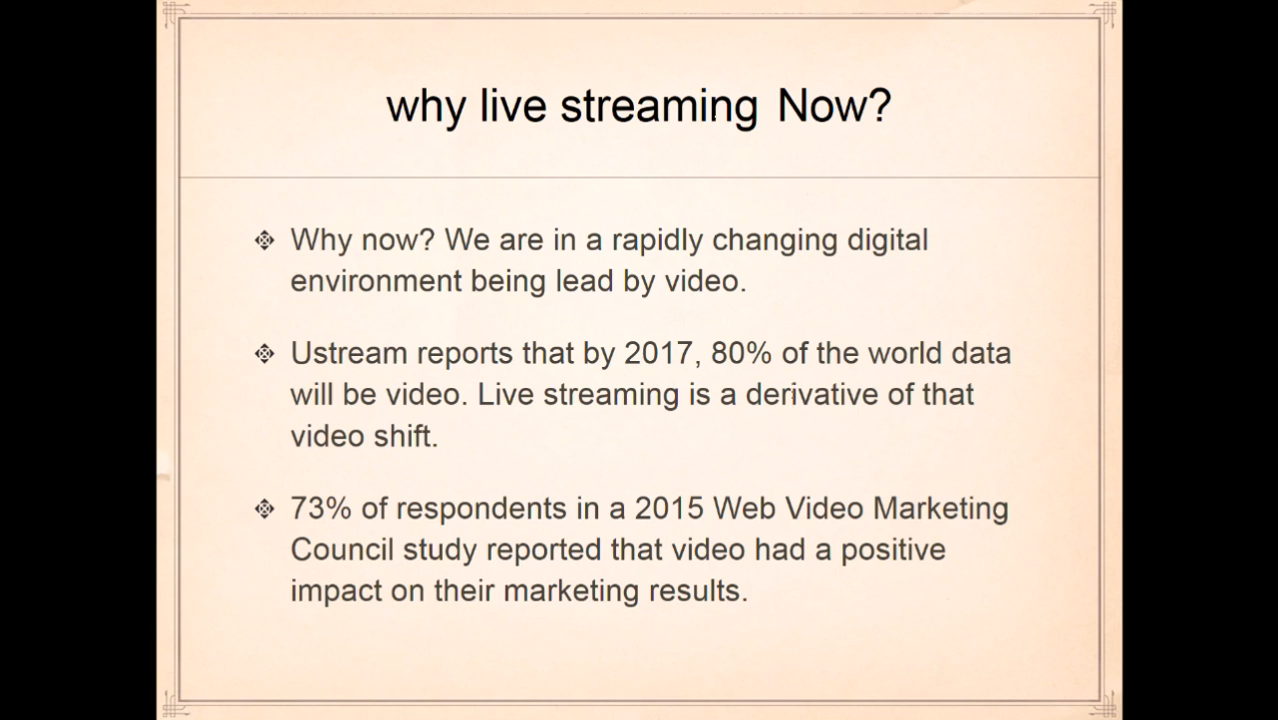 why live streaming Now?
Why now? We are in a rapidly changing digital
environment being lead by video.
Ustream reports that by 2017, 80% of the world data
will be video. Live streaming is a derivative of that
video shift.
73% of respondents in a 2015 Web Video Marketing
Council study reported that video had a positive
impact on their marketing results.